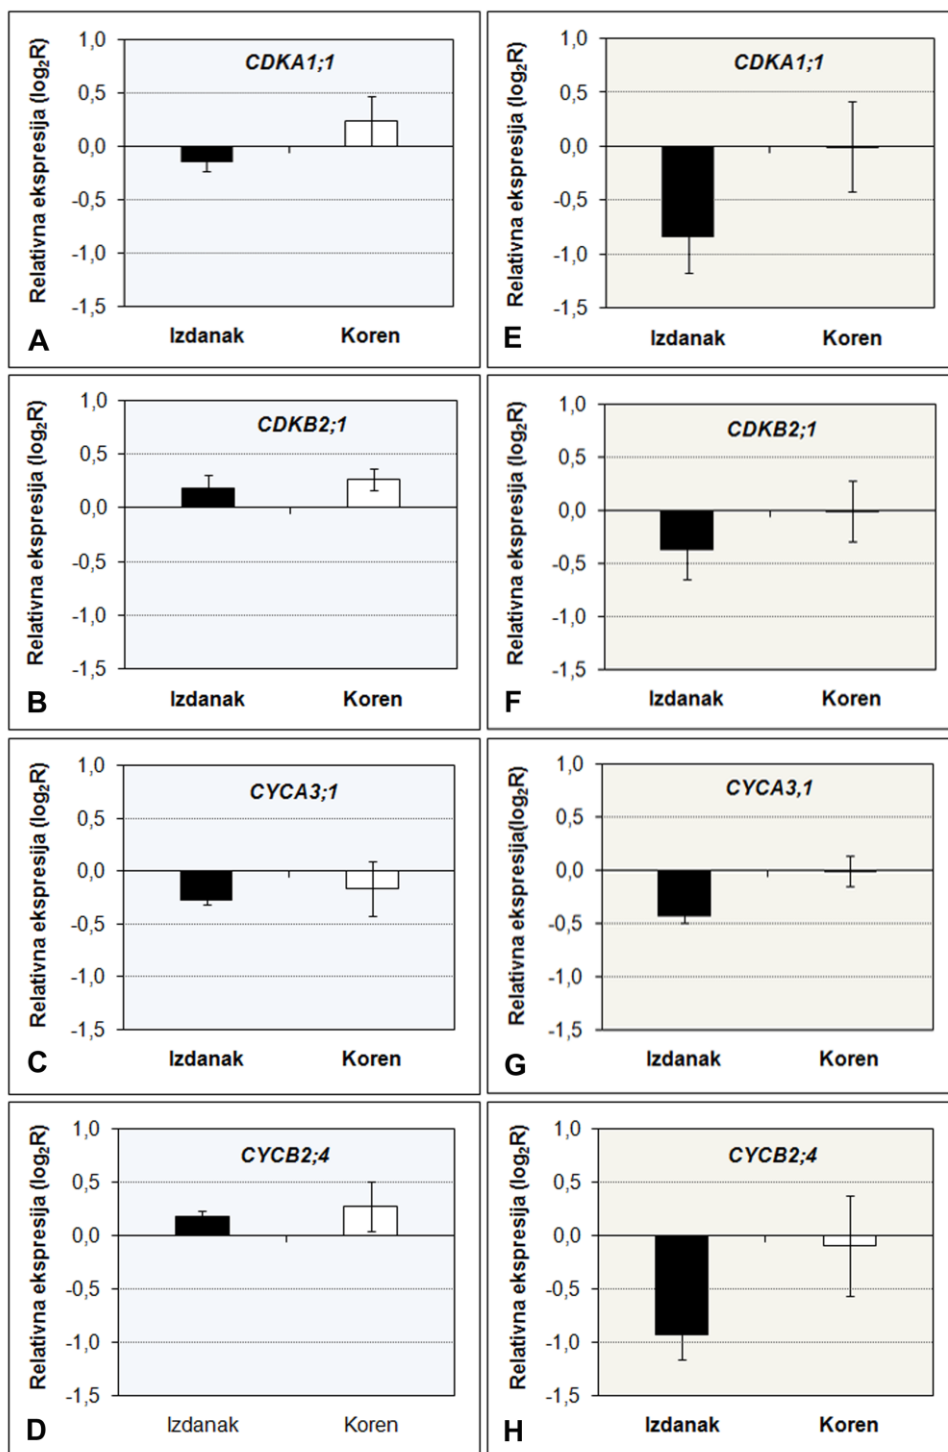 Relativna ekspresija (log₂R)
1,0
0,5
0,0
-0,5
-1,0
-1,5
CDKA1;1
Izdanak Koren
A
Relativna ekspresija (log₂R)
1,0
0,5
0,0
-0,5
-1,0
-1,5
CDKA1;1
Izdanak Koren
E
Relativna ekspresija (log₂R)
1,0
0,5
0,0
-0,5
-1,0
-1,5
CDKB2;1
Izdanak Koren
B
Relativna ekspresija (log₂R)
1,0
0,5
0,0
-0,5
-1,0
-1,5
CDKB2;1
Izdanak Koren
F
Relativna ekspresija (log₂R)
1,0
0,5
0,0
-0,5
-1,0
-1,5
CYCA3;1
Izdanak Koren
C
Relativna ekspresija(log₂R)
1,0
0,5
0,0
-0,5
-1,0
-1,5
CYCA3,1
Izdanak Koren
G
Relativna ekspresija (log₂R)
1,0
0,5
0,0
-0,5
-1,0
-1,5
CYCB2;4
Izdanak Koren
D
Relativna ekspresija (log₂R)
1,0
0,5
0,0
-0,5
-1,0
-1,5
CYCB2;4
Izdanak Koren
H